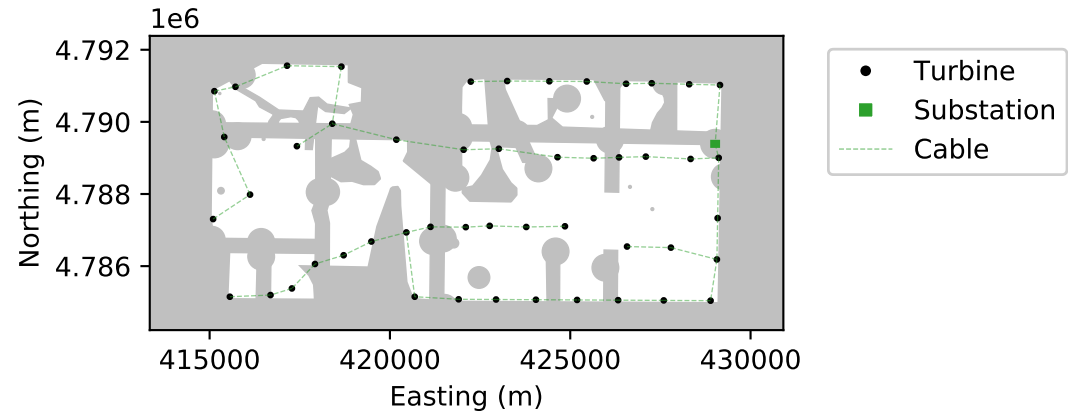 1e6
4.792
4.790
4.788
4.786
Northing (m)
415000 420000 425000 430000
Easting (m)
Turbine
Substation
Cable